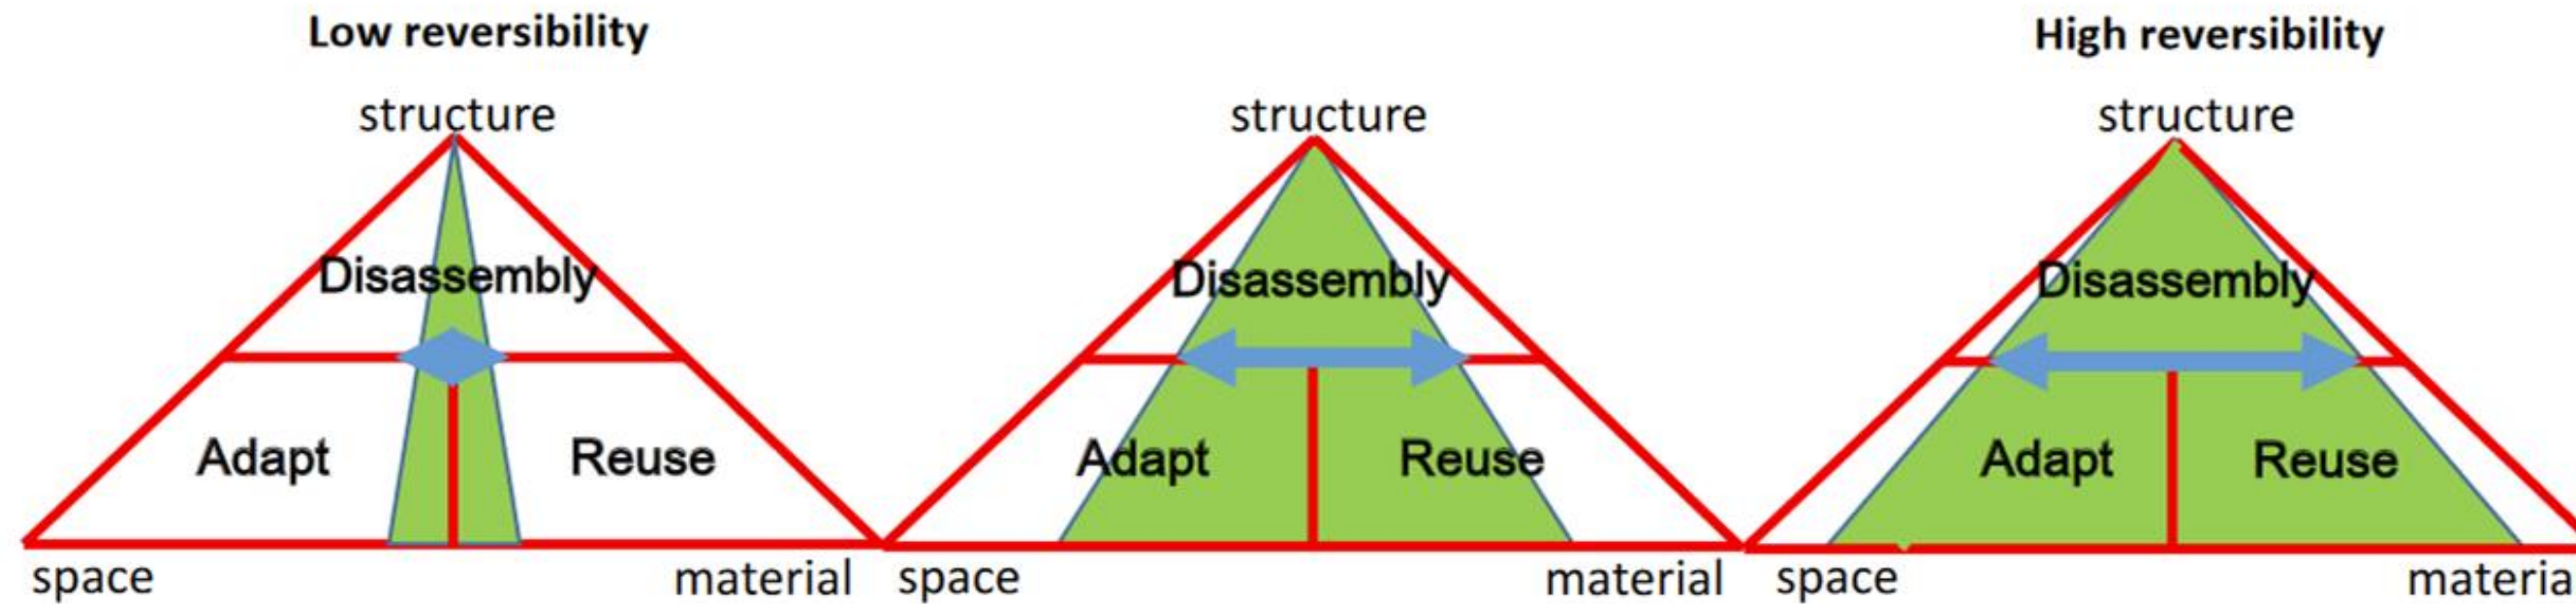 Low reversibility
High reversibility
structure
structure
structure
Disassembly
Disassembly
Disassembly
Adapt
Reuse
Adapt
Reuse
Adapt
Reuse
space
material
space
material
space
materia